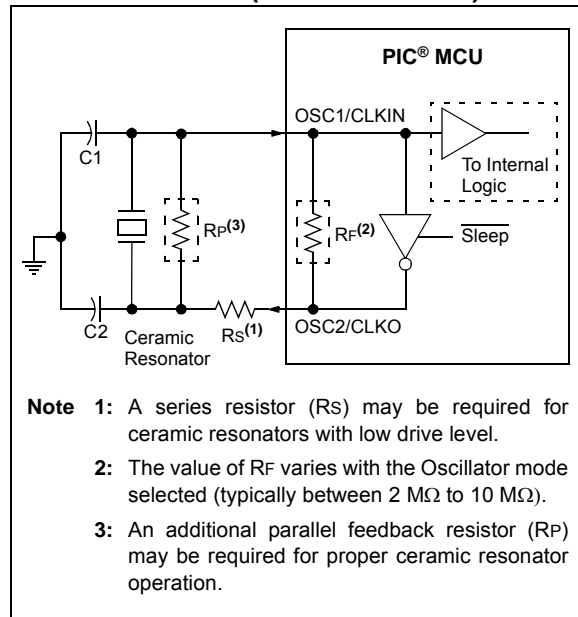 PIC® MCU
OSC1/CLKIN
C1
To Internal
Logic
RP(3)
RF(2)
Sleep
C2
Ceramic
Resonator
RS(1)
OSC2/CLKO
Note 1: A series resistor (RS) may be required for
ceramic resonators with low drive level.
2: The value of RF varies with the Oscillator mode
selected (typically between 2 MΩ to 10 MΩ).
3: An additional parallel feedback resistor (RP)
may be required for proper ceramic resonator
operation.